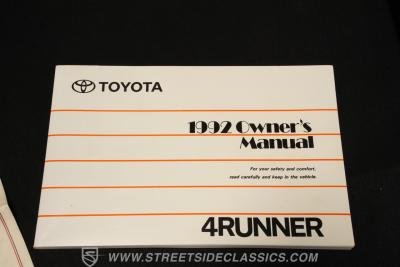 TOYOTA
1992 Owner's
Manual
For your safety and comfort,
read carefully and keep in the vehicle.
4RUNNER
WWW.STREETSIDECLASSICS.COM